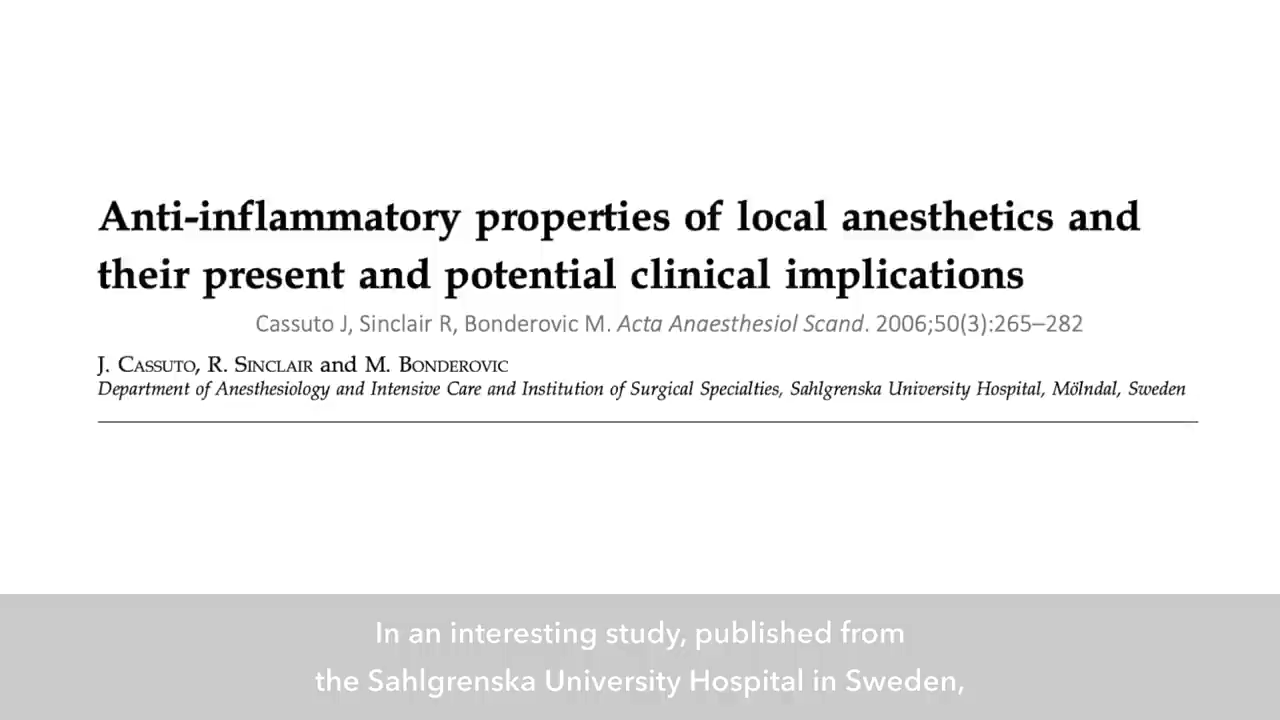 Anti-inflammatory properties of local anesthetics and
their present and potential clinical implications
Cassuto J, Sinclair R, Bonderovic M. Acta Anaesthesiol Scand. 2006;50(3):265–282
J. CASSUTO, R. SINCLAIR and M. BONDEROVIC
Department of Anesthesiology and Intensive Care and Institution of Surgical Specialties, Sahlgrenska University Hospital, Mölndal, Sweden
In an interesting study, published from
the Sahlgrenska University Hospital in Sweden,